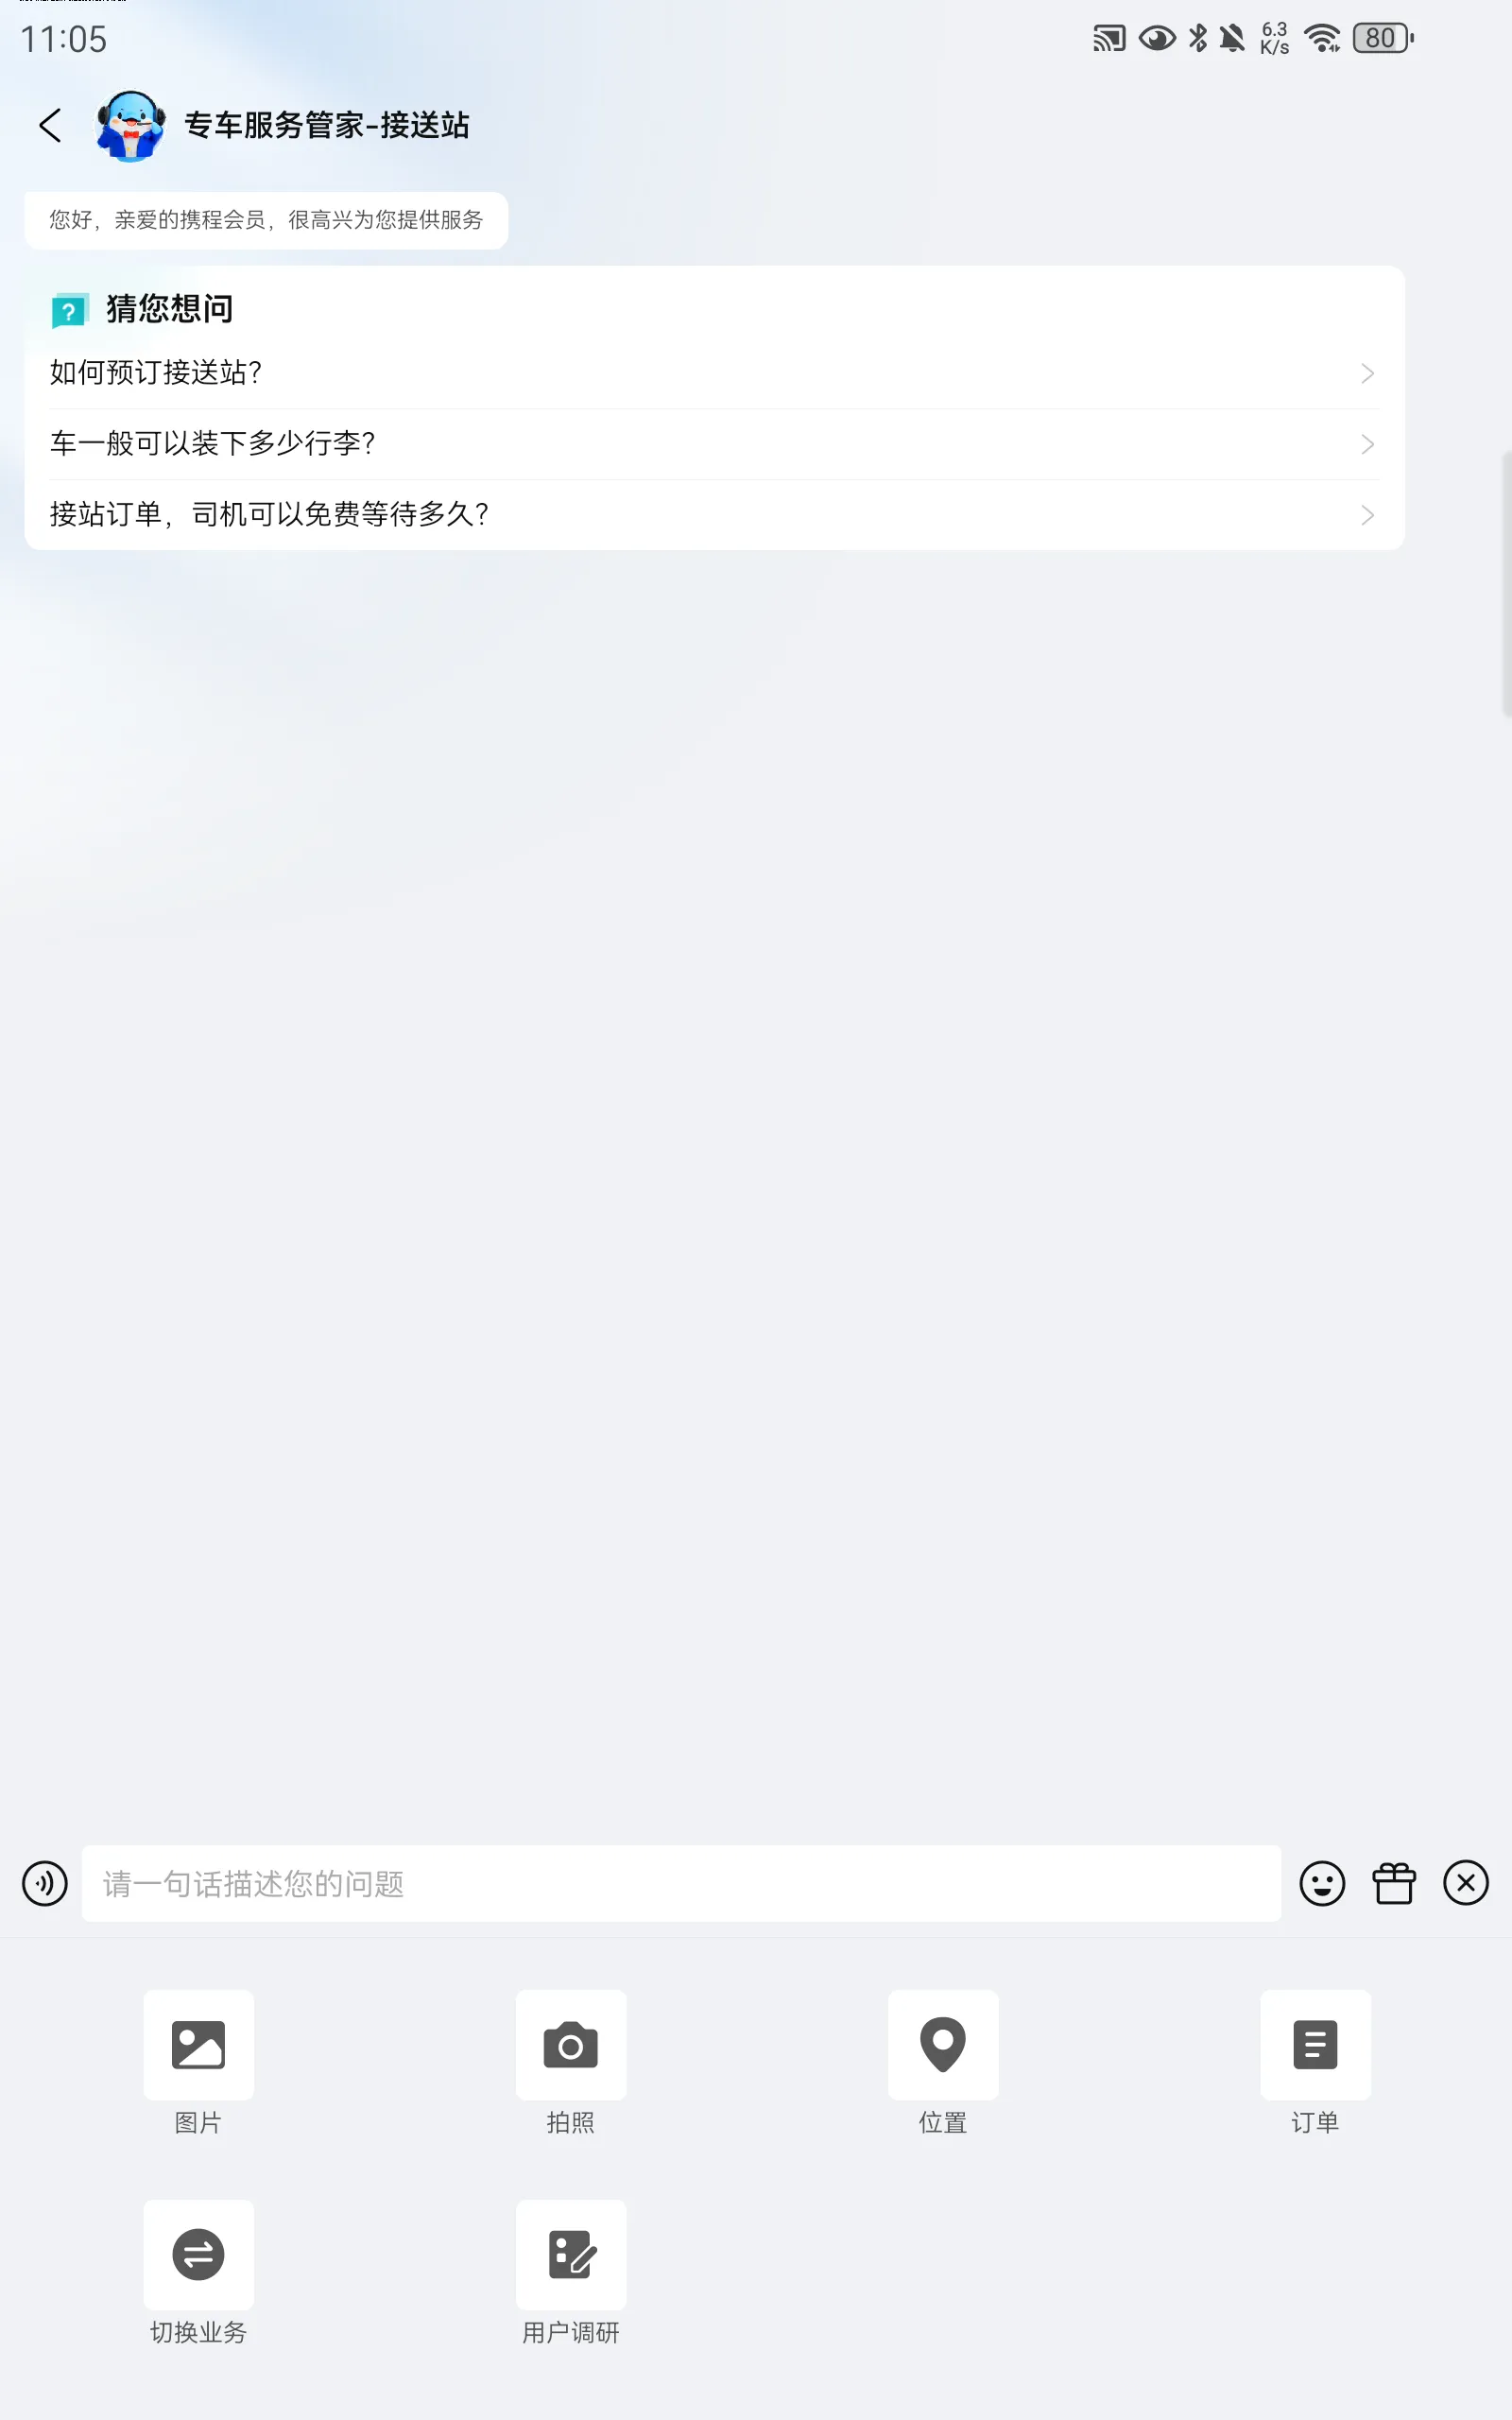 11:05
6.3
K/s
80
专车服务管家-接送站
您好，亲爱的携程会员，很高兴为您提供服务
猜您想问
如何预订接送站？
车一般可以装下多少行李？
接站订单，司机可以免费等待多久？
请一句话描述您的问题
图片
拍照
位置
订单
切换业务
用户调研